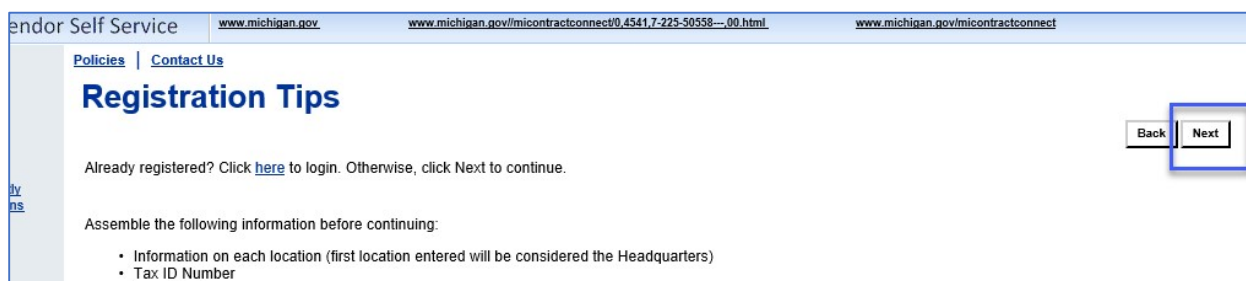 endor Self Service www.michigan.gov www.michigan.gov//micontractconnect/0,4541,7-225-50558---,00.html www.michigan.gov/micontractconnect
Policies | Contact Us
Registration Tips
Back Next
Already registered? Click here to login. Otherwise, click Next to continue.
ly
ns
Assemble the following information before continuing:
• Information on each location (first location entered will be considered the Headquarters)
• Tax ID Number